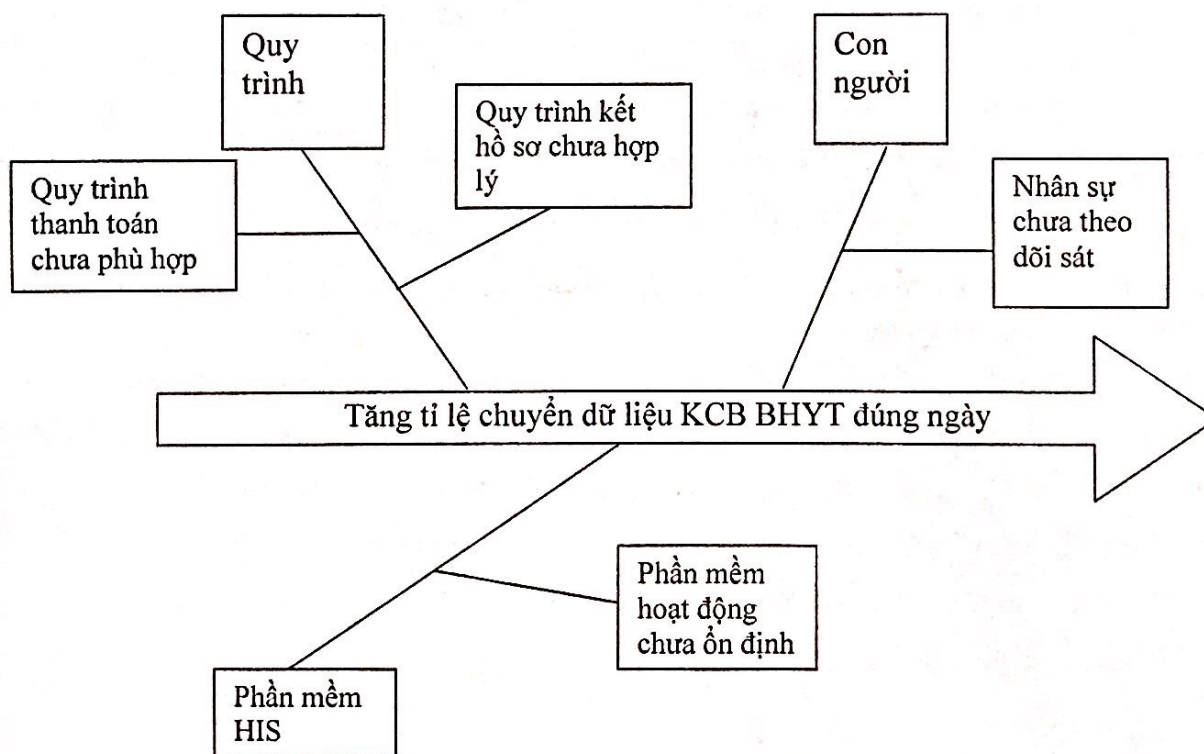 Quy
trình
Con
người
Quy trình kết
hồ sơ chưa hợp
lý
Quy trình
thanh toán
chưa phù hợp
Nhân sự
chưa theo
dõi sát
Tăng tỉ lệ chuyển dữ liệu KCB BHYT đúng ngày
Phần mềm
hoạt động
chưa ổn định
Phần mềm
HIS